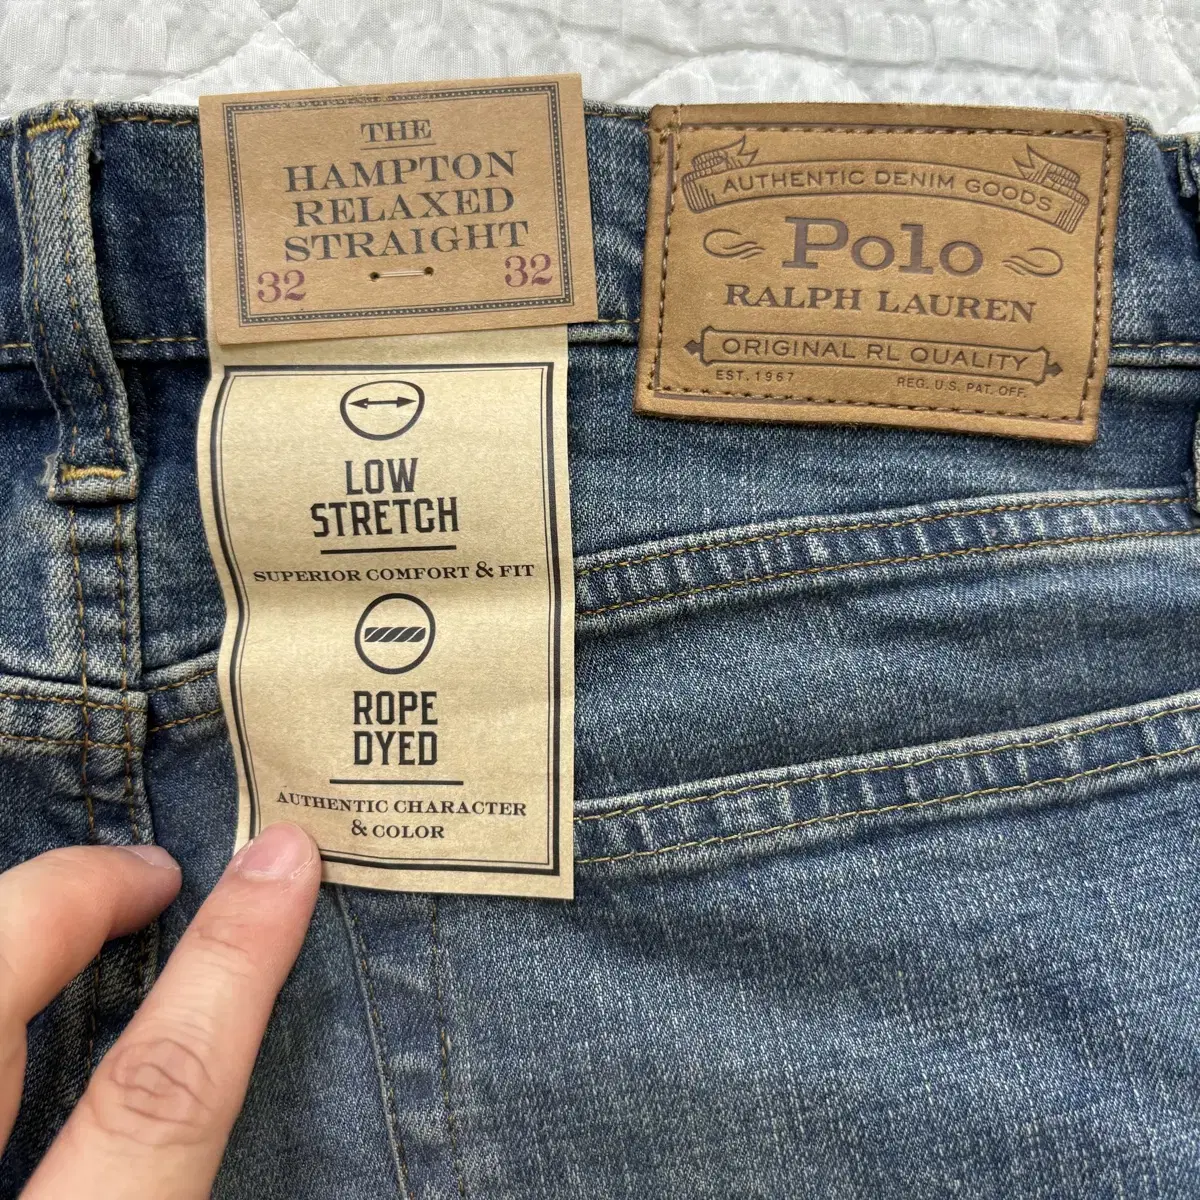 THE
HAMPTON
RELAXED
STRAIGHT
32 32
LOW
STRETCH
SUPERIOR COMFORT & FIT
ROPE
DYED
AUTHENTIC CHARACTER
& COLOR
AUTHENTIC DENIM GOODS
Polo
RALPH LAUREN
ORIGINAL RL QUALITY
EST. 1967 REG. U.S. PAT. OFF.